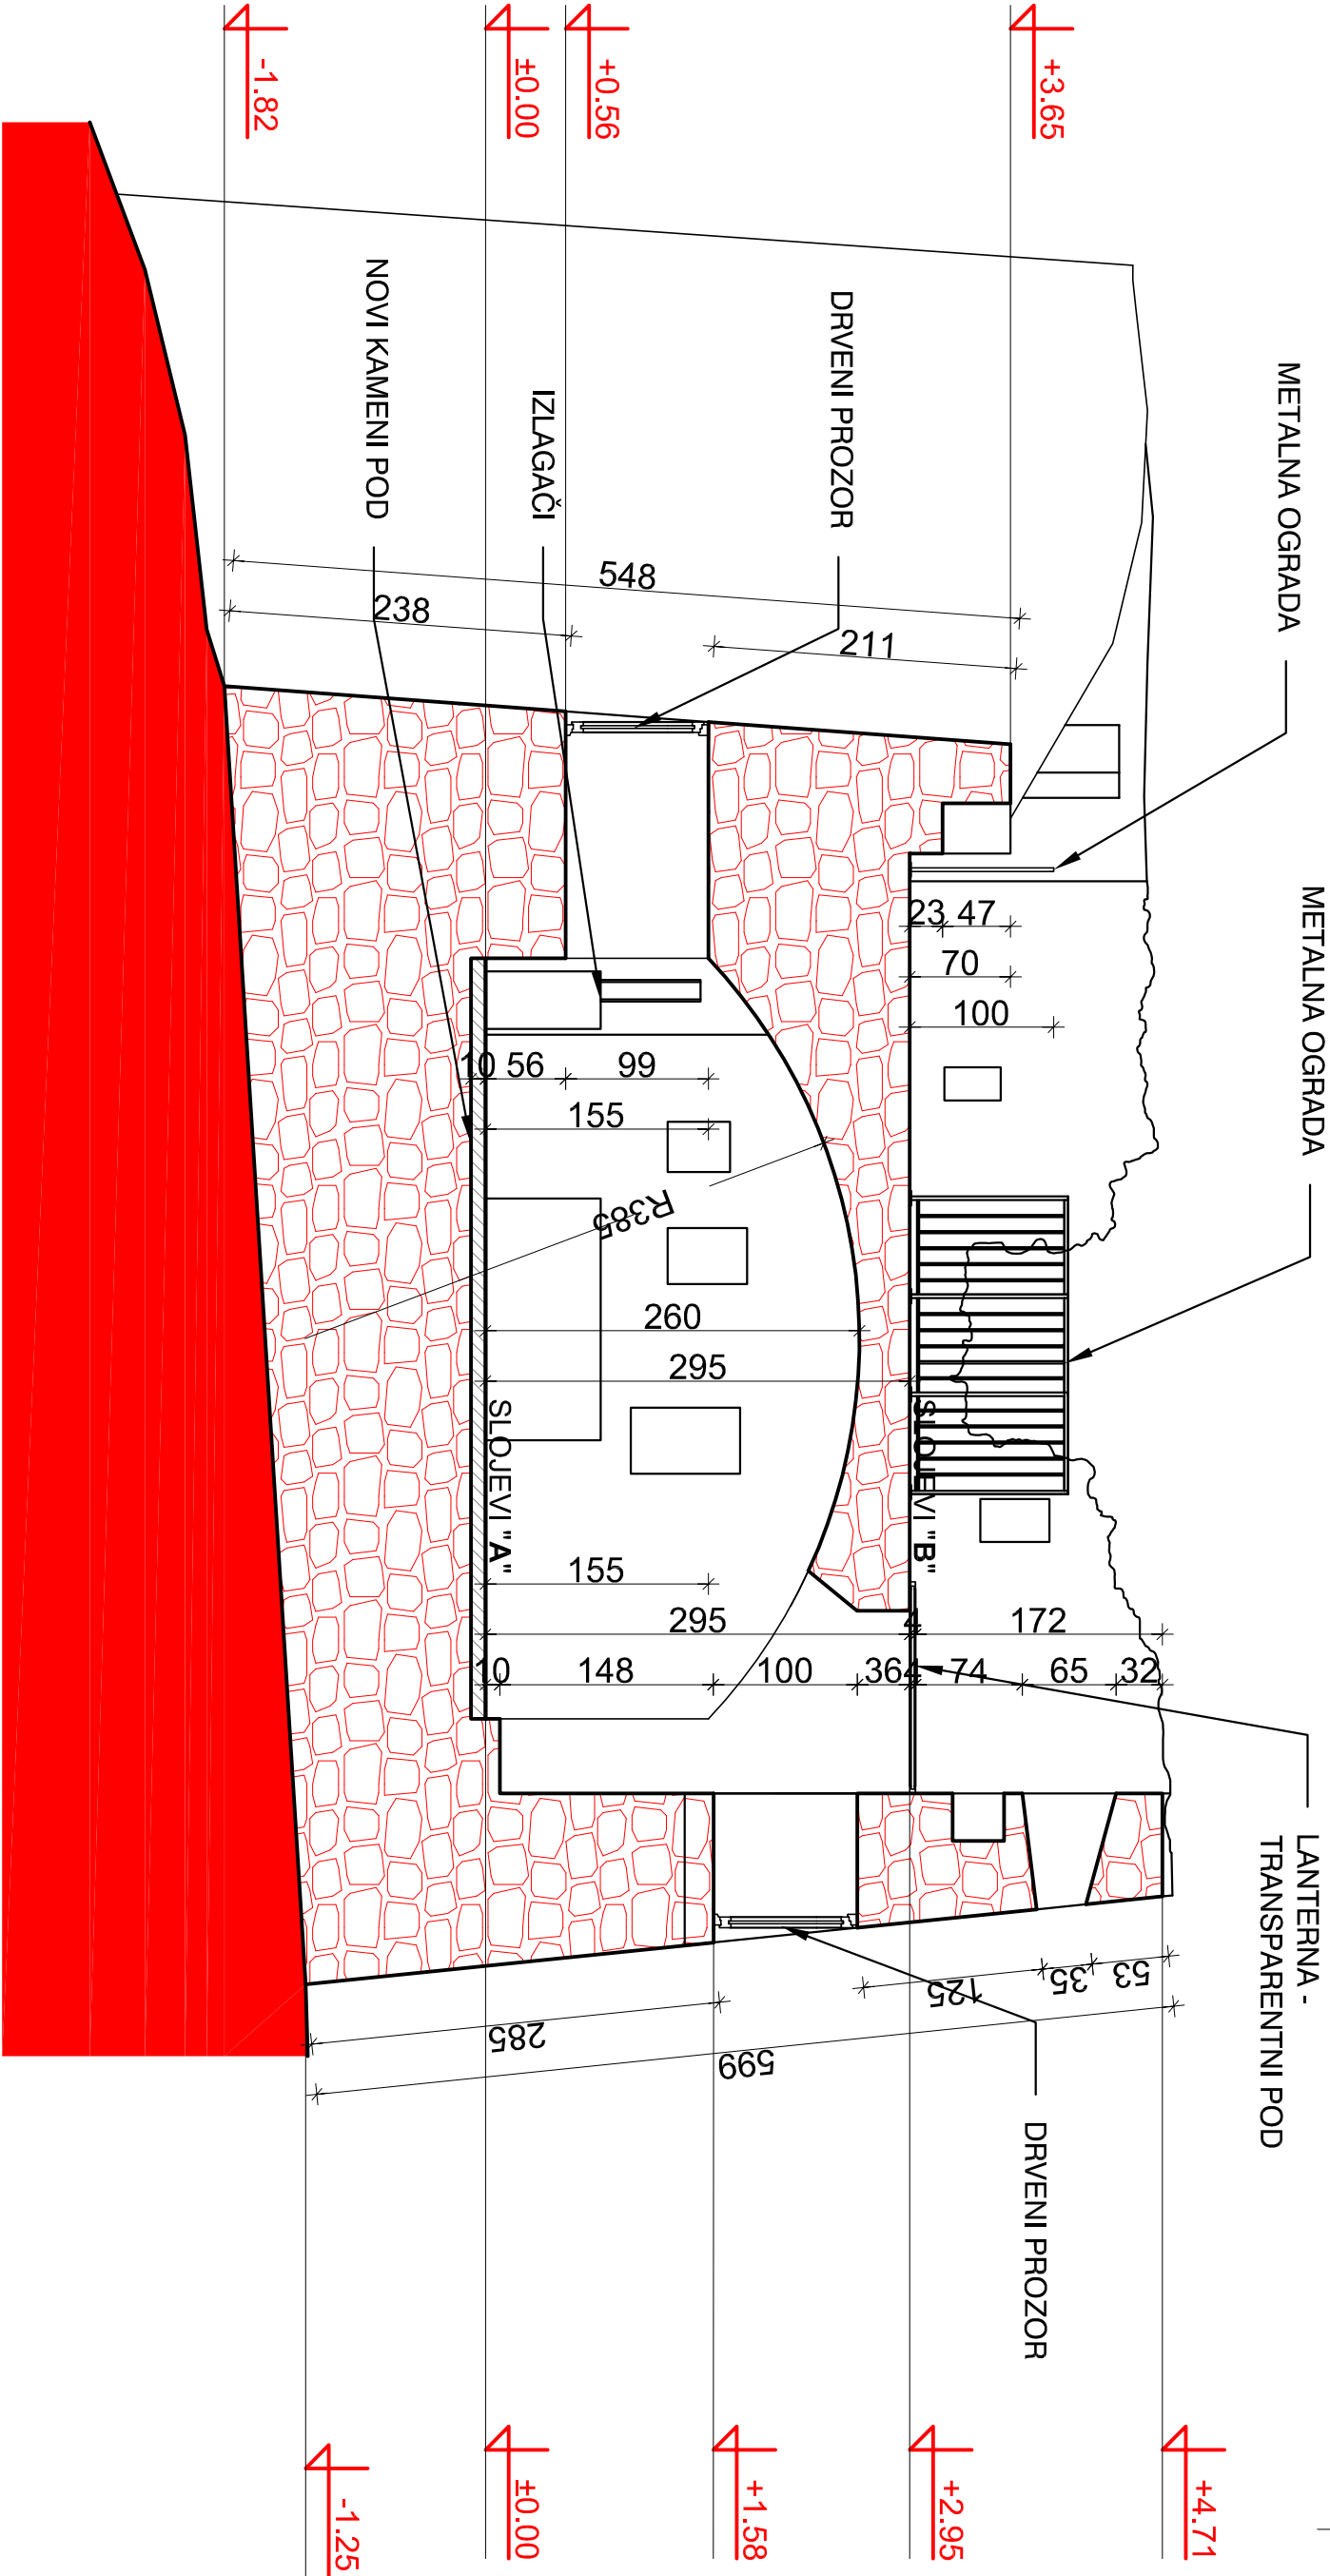 METALNA OGRADA
METALNA OGRADA
LANTERNA -
TRANSPARENTNI POD
DRVENI PROZOR
DRVENI PROZOR
IZLAGAČI
NOVI KAMENI POD
+3.65
+0.56
±0.00
-1.82
+4.71
+2.95
+1.58
±0.00
-1.25
548
238
211
23 47
70
100
10 56 99
155
R385
260
295
SLOJEVI "A"
SLOJEVI "B"
155
295 4 172
10 148 100 36 4 74 65 32
53
35
125
285
599